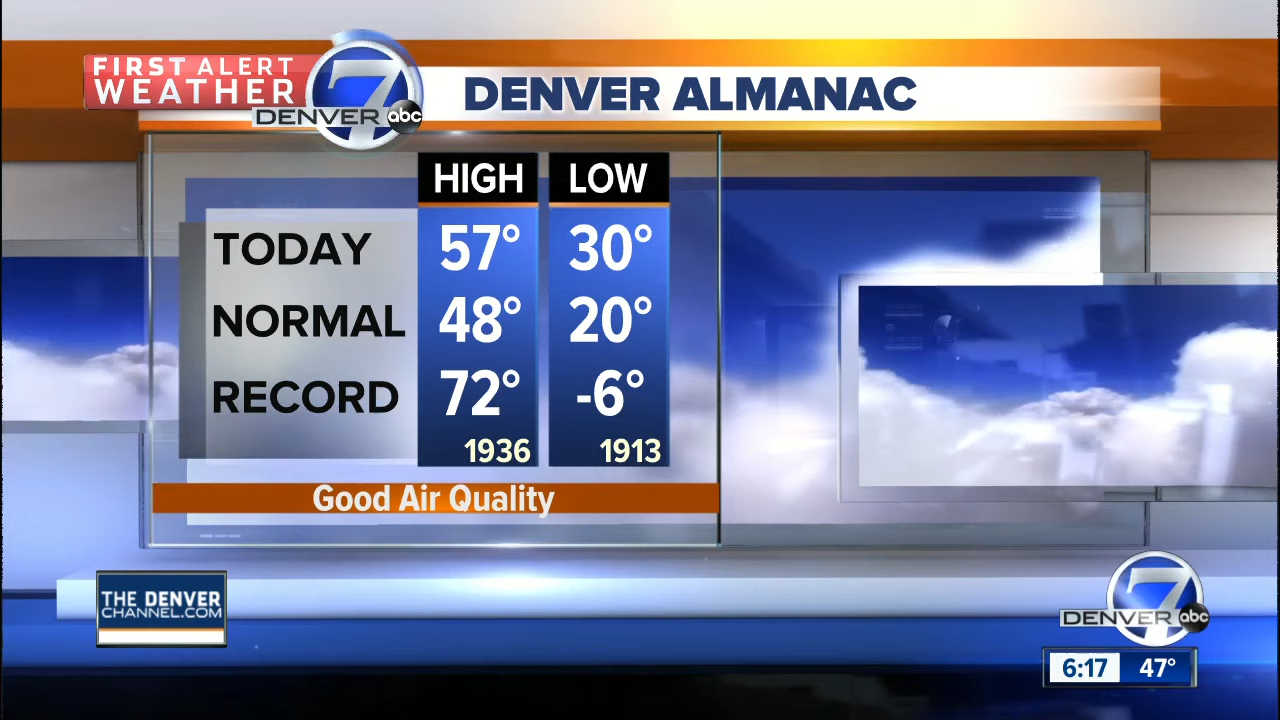 FIRST ALERT
WEATHER
7
DENVER abc
DENVER ALMANAC
HIGH LOW
TODAY 57° 30°
NORMAL 48° 20°
RECORD 72° -6°
1936 1913
Good Air Quality
THE DENVER
CHANNEL.COM
7
DENVER abc
6:17 47°